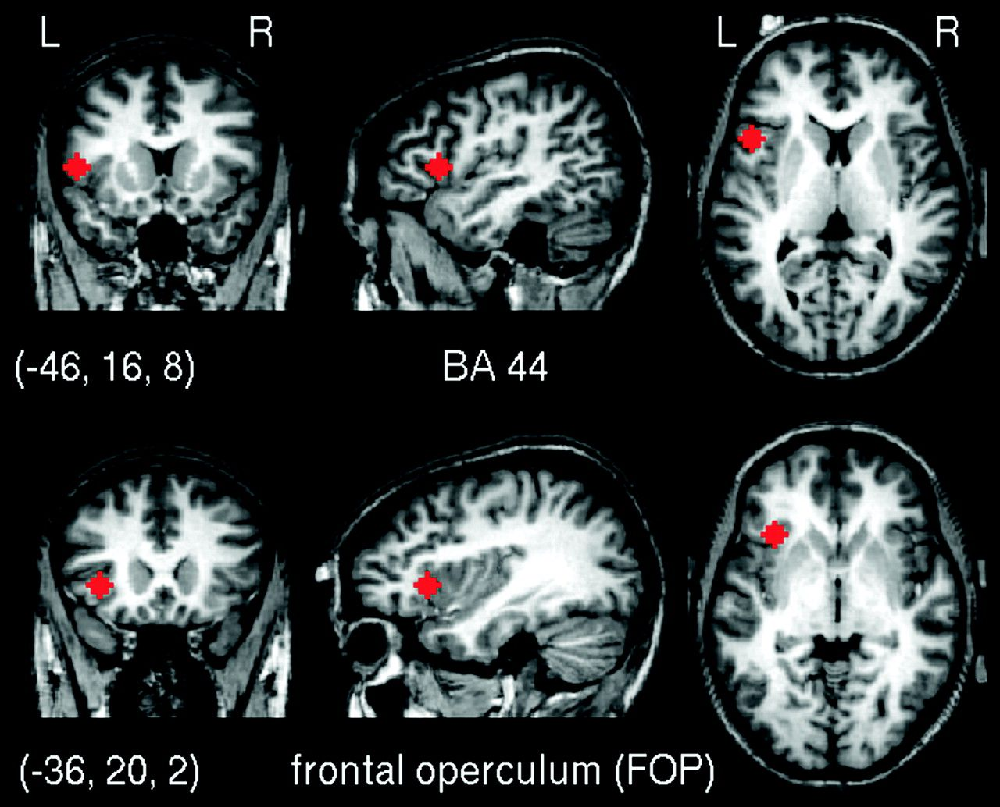 L R L R
(-46, 16, 8) BA 44
(-36, 20, 2) frontal operculum (FOP)